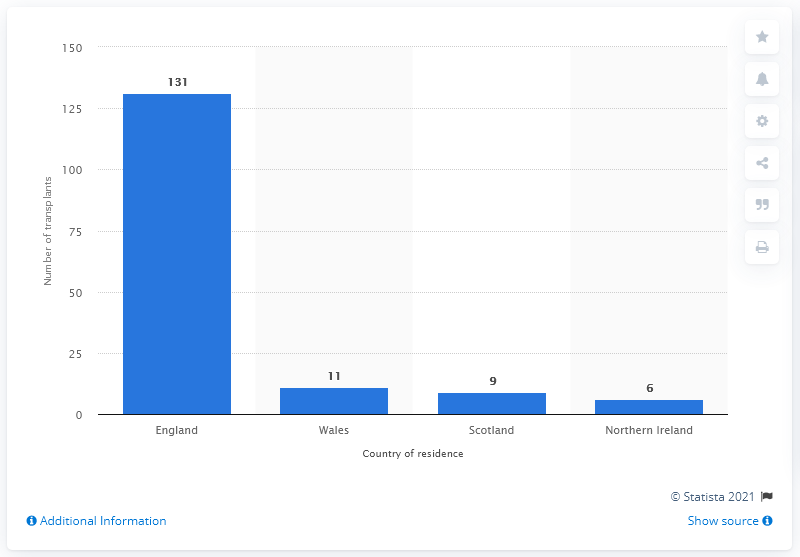 150
125
100
75
50
25
0
Number of transplants
131
11
9
6
England
Wales
Scotland
Northern Ireland
Country of residence
© Statista 2021
Additional Information
Show source